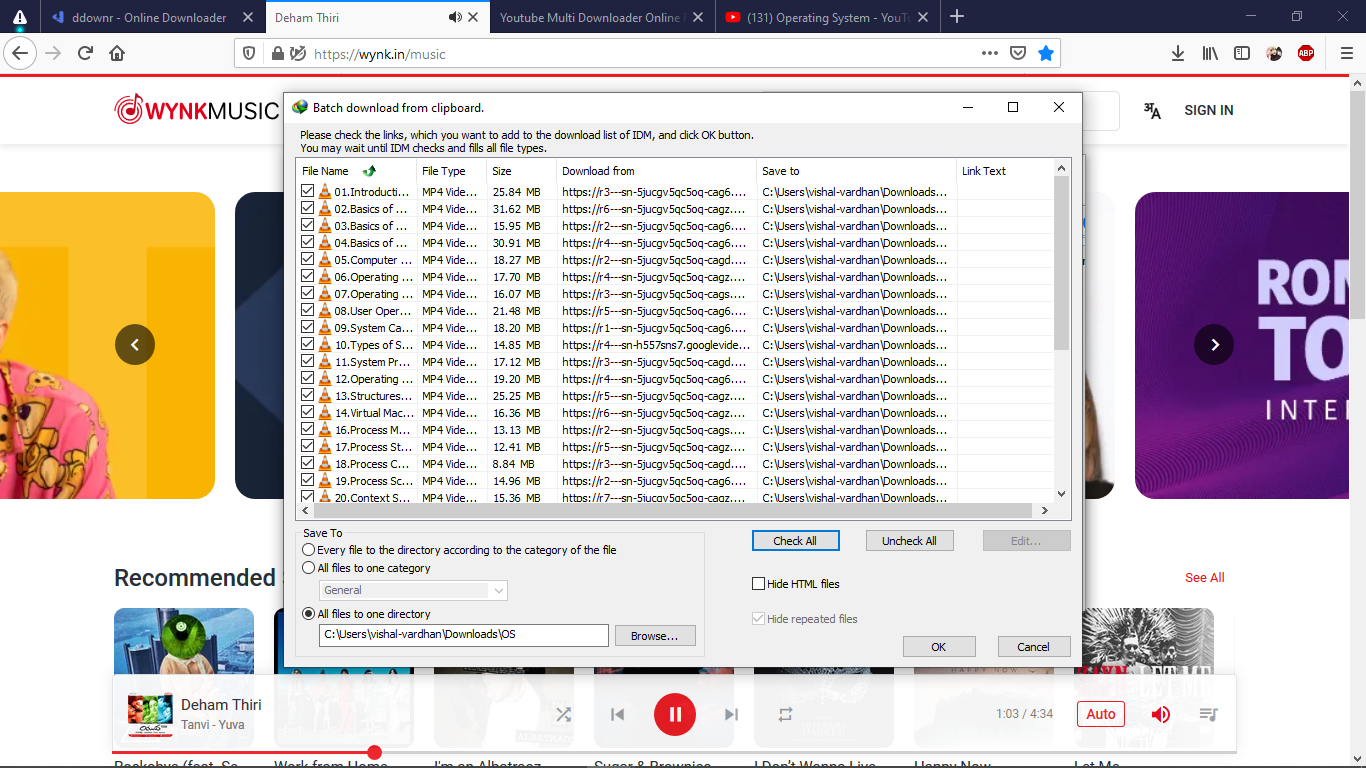 ddownr - Online Downloader
Deham Thiri
Youtube Multi Downloader Online
(131) Operating System - YouTu
https://wynk.in/music
ABP
WYNKMUSIC
SIGN IN
Batch download from clipboard.
Please check the links, which you want to add to the download list of IDM, and click OK button.
You may wait until IDM checks and fills all file types.
File Name File Type Size Download from Save to Link Text
01.Introducti... MP4 Vide... 25.84 MB https://r3---sn-5jucgv5qc5oq-cag6.... C:\Users\vishal-vardhan\Downloads...
02.Basics of ... MP4 Vide... 31.62 MB https://r6---sn-5jucgv5qc5oq-cagz.... C:\Users\vishal-vardhan\Downloads...
03.Basics of ... MP4 Vide... 15.95 MB https://r2---sn-5jucgv5qc5oq-cag6.... C:\Users\vishal-vardhan\Downloads...
04.Basics of ... MP4 Vide... 30.91 MB https://r4---sn-5jucgv5qc5oq-cag6.... C:\Users\vishal-vardhan\Downloads...
05.Computer ... MP4 Vide... 18.27 MB https://r2---sn-5jucgv5qc5oq-cagd.... C:\Users\vishal-vardhan\Downloads...
06.Operating ... MP4 Vide... 17.70 MB https://r4---sn-5jucgv5qc5oq-cagz.... C:\Users\vishal-vardhan\Downloads...
07.Operating ... MP4 Vide... 16.07 MB https://r3---sn-5jucgv5qc5oq-cags.... C:\Users\vishal-vardhan\Downloads...
08.User Oper... MP4 Vide... 21.48 MB https://r5---sn-5jucgv5qc5oq-cag6.... C:\Users\vishal-vardhan\Downloads...
09.System Ca... MP4 Vide... 18.20 MB https://r1---sn-5jucgv5qc5oq-cag6.... C:\Users\vishal-vardhan\Downloads...
10.Types of S... MP4 Vide... 14.85 MB https://r4---sn-h557sns7.googlevide... C:\Users\vishal-vardhan\Downloads...
11.System Pr... MP4 Vide... 17.12 MB https://r3---sn-5jucgv5qc5oq-cagd.... C:\Users\vishal-vardhan\Downloads...
12.Operating ... MP4 Vide... 19.20 MB https://r4---sn-5jucgv5qc5oq-cag6.... C:\Users\vishal-vardhan\Downloads...
13.Structures... MP4 Vide... 25.25 MB https://r5---sn-5jucgv5qc5oq-cag6.... C:\Users\vishal-vardhan\Downloads...
14.Virtual Mac... MP4 Vide... 16.36 MB https://r6---sn-5jucgv5qc5oq-cagz.... C:\Users\vishal-vardhan\Downloads...
16.Process M... MP4 Vide... 13.13 MB https://r2---sn-5jucgv5qc5oq-cags.... C:\Users\vishal-vardhan\Downloads...
17.Process St... MP4 Vide... 12.41 MB https://r5---sn-5jucgv5qc5oq-cagz.... C:\Users\vishal-vardhan\Downloads...
18.Process C... MP4 Vide... 8.84 MB https://r3---sn-5jucgv5qc5oq-cagd.... C:\Users\vishal-vardhan\Downloads...
19.Process Sc... MP4 Vide... 14.96 MB https://r2---sn-5jucgv5qc5oq-cag6.... C:\Users\vishal-vardhan\Downloads...
20.Context S... MP4 Vide... 15.36 MB https://r7---sn-5jucgv5qc5oq-cagz.... C:\Users\vishal-vardhan\Downloads...
Save To
Every file to the directory according to the category of the file
All files to one category
General
All files to one directory
C:\Users\vishal-vardhan\Downloads\OS
Browse...
Check All
Uncheck All
Edit...
Hide HTML files
Hide repeated files
OK
Cancel
ROM
TO
INTER
Recommended
See All
Deham Thiri
Tanvi - Yuva
1:03 / 4:34
Auto
Work from Home
I'm an Albatraoz
Sugar & Brownies
I Don't Wanna Live
Happy Now
Let Me